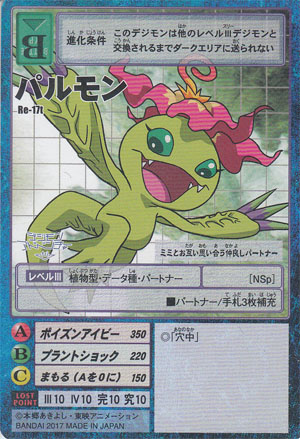 進化条件
このデジモンは他のレベルⅢデジモンと
交換されるまでダークエリアに送られない
B
パルモン
Re-171
ミミとお互い思い合う仲良しパートナー
レベルⅢ
植物型・データ種・パートナー
[NSp]
■パートナー/手札3枚補充
A ポイズンアイビー 350
B プラントショック 220
C まもる(Aを0に) 150
○「穴中」
LOST POINT Ⅲ10 Ⅳ10 完10 究10
©本郷あきよし・東映アニメーション
BANDAI 2017 MADE IN JAPAN